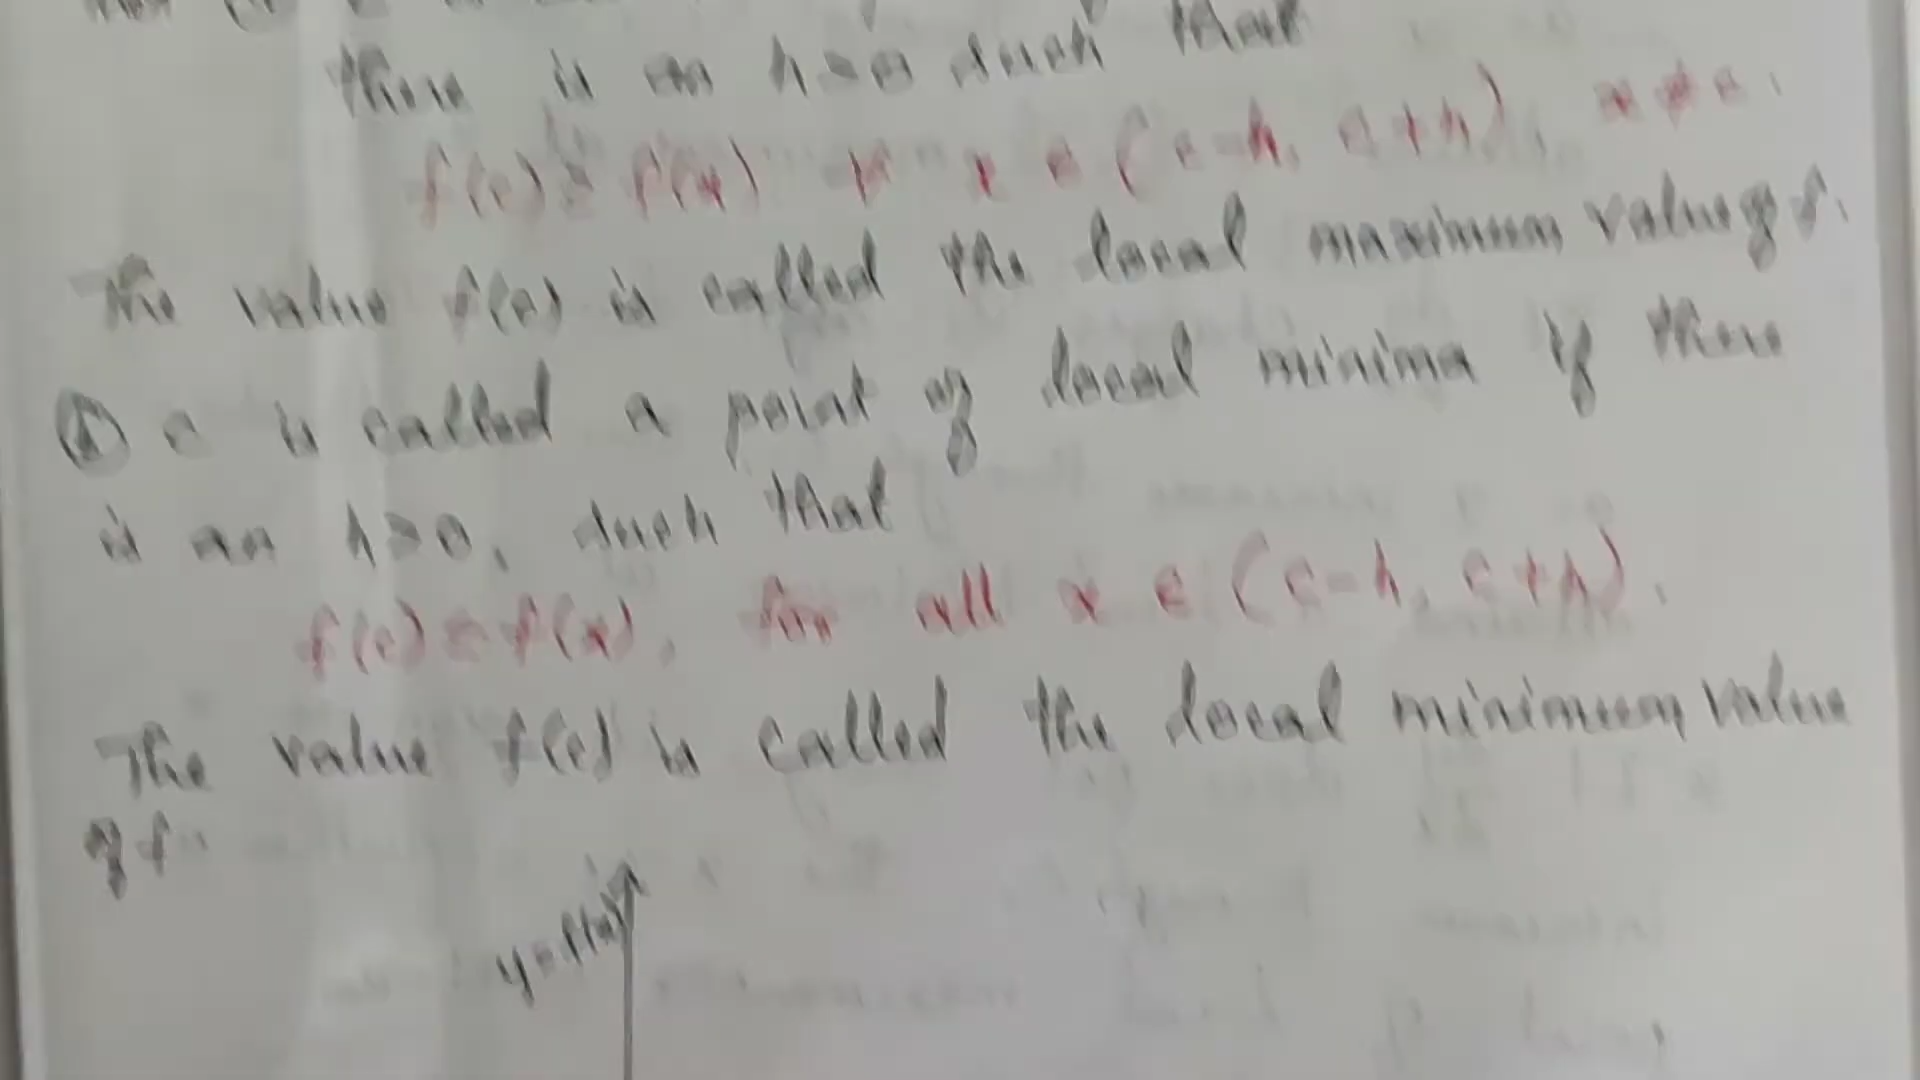 there is an h>0 such that
f(c) ≥ f(x) ∀ x ∈ (c-h, c+h), x ≠ c.
The value f(c) is called the local maximum value of f.
② c is called a point of local minima if there
is an h>0, such that
f(c) ≤ f(x), for all x ∈ (c-h, c+h).
The value f(c) is called the local minimum value
of f.
y=f(x)